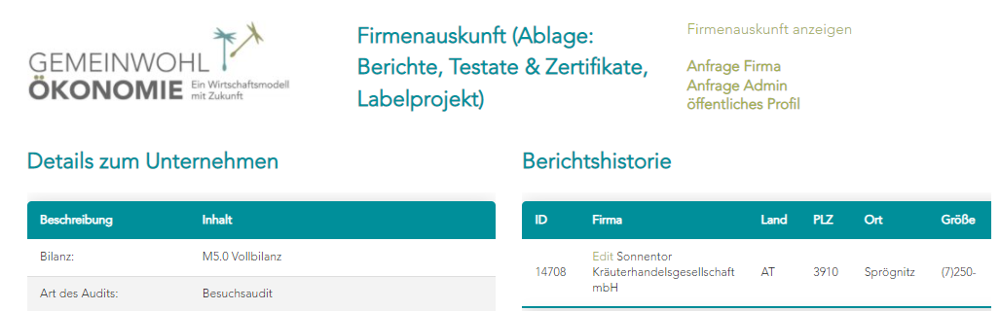 GEMEINWOHL
ÖKONOMIE Ein Wirtschaftsmodell
mit Zukunft
Firmenauskunft (Ablage:
Berichte, Testate & Zertifikate,
Labelprojekt)
Firmenauskunft anzeigen
Anfrage Firma
Anfrage Admin
öffentliches Profil
Details zum Unternehmen
Beschreibung Inhalt
Bilanz: M5.0 Vollbilanz
Art des Audits: Besuchsaudit
Berichtshistorie
ID Firma Land PLZ Ort Größe
14708 Edit Sonnentor
Kräuterhandelsgesellschaft
mbH AT 3910 Sprögnitz (7)250-